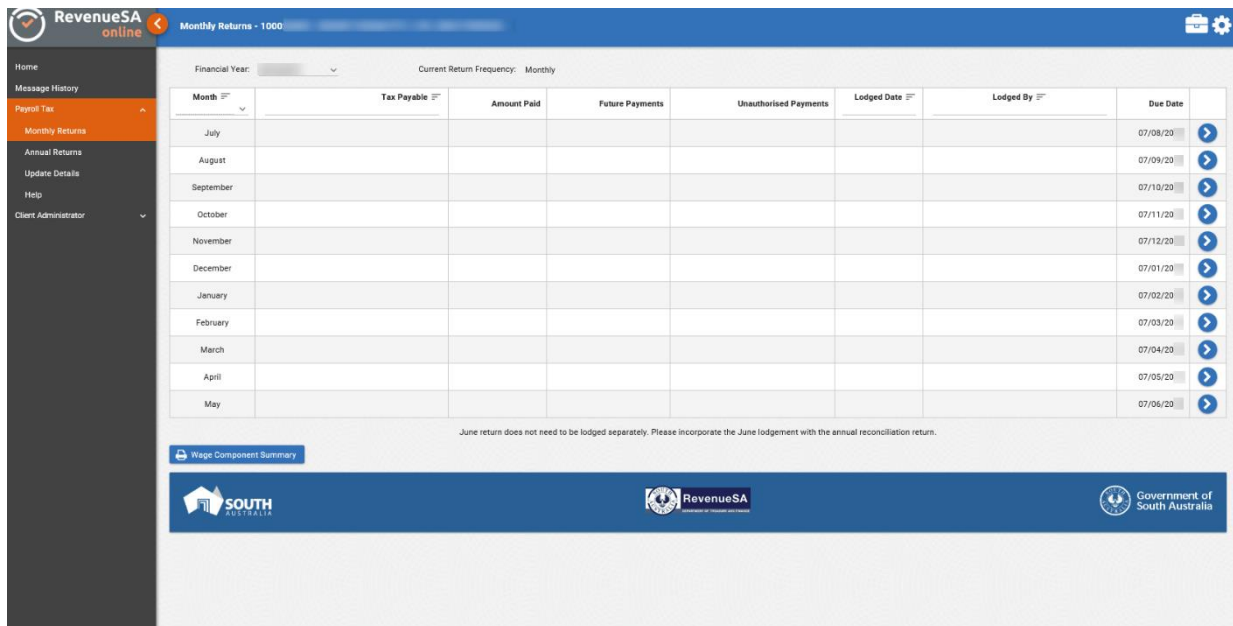 RevenueSA
online
Monthly Returns - 1000
Home
Message History
Payroll Tax
Monthly Returns
Annual Returns
Update Details
Help
Client Administrator
Financial Year: Current Return Frequency: Monthly
Month Tax Payable Amount Paid Future Payments Unauthorised Payments Lodged Date Lodged By Due Date
July 07/08/20
August 07/09/20
September 07/10/20
October 07/11/20
November 07/12/20
December 07/01/20
January 07/02/20
February 07/03/20
March 07/04/20
April 07/05/20
May 07/06/20
June return does not need to be lodged separately. Please incorporate the June lodgement with the annual reconciliation return.
Wage Component Summary
SOUTH
AUSTRALIA
RevenueSA
DEPARTMENT OF TREASURY AND FINANCE
Government of
South Australia